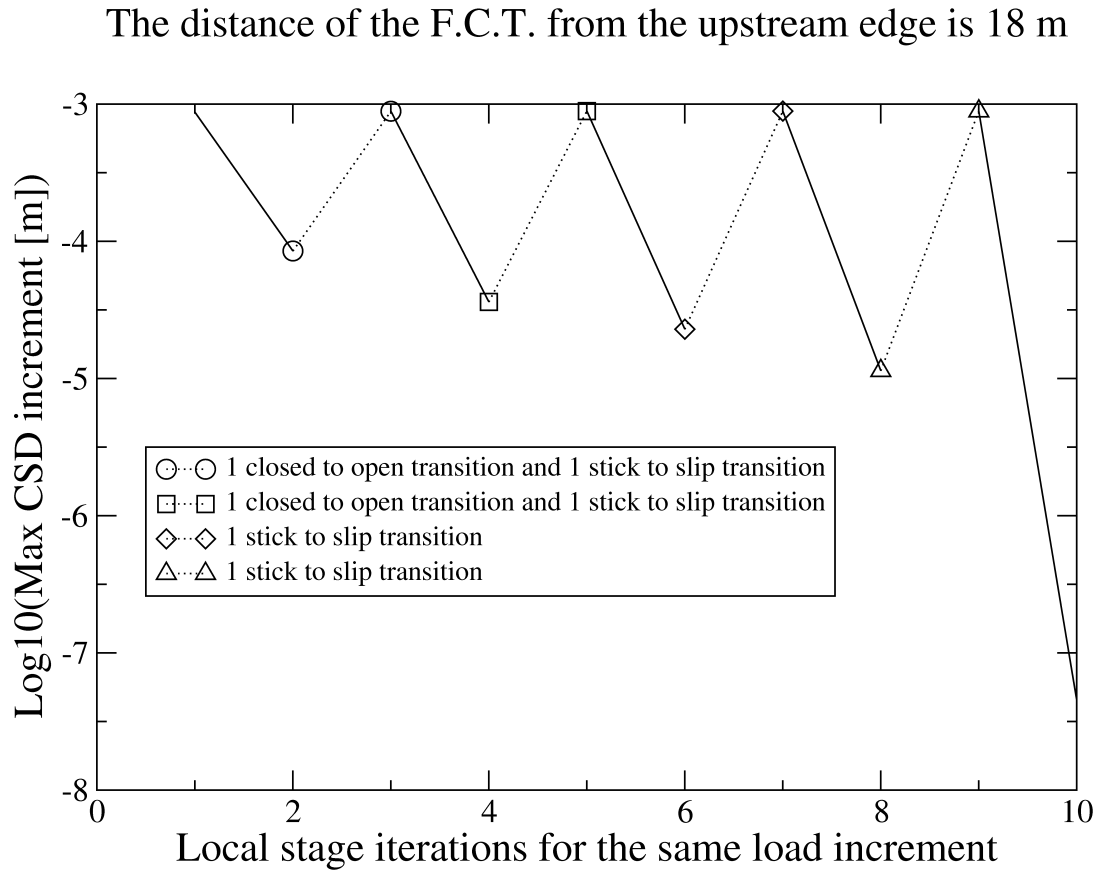 The distance of the F.C.T. from the upstream edge is 18 m
Log10(Max CSD increment [m])
-3
-4
-5
-6
-7
-8
1 closed to open transition and 1 stick to slip transition
1 closed to open transition and 1 stick to slip transition
1 stick to slip transition
1 stick to slip transition
0 2 4 6 8 10
Local stage iterations for the same load increment